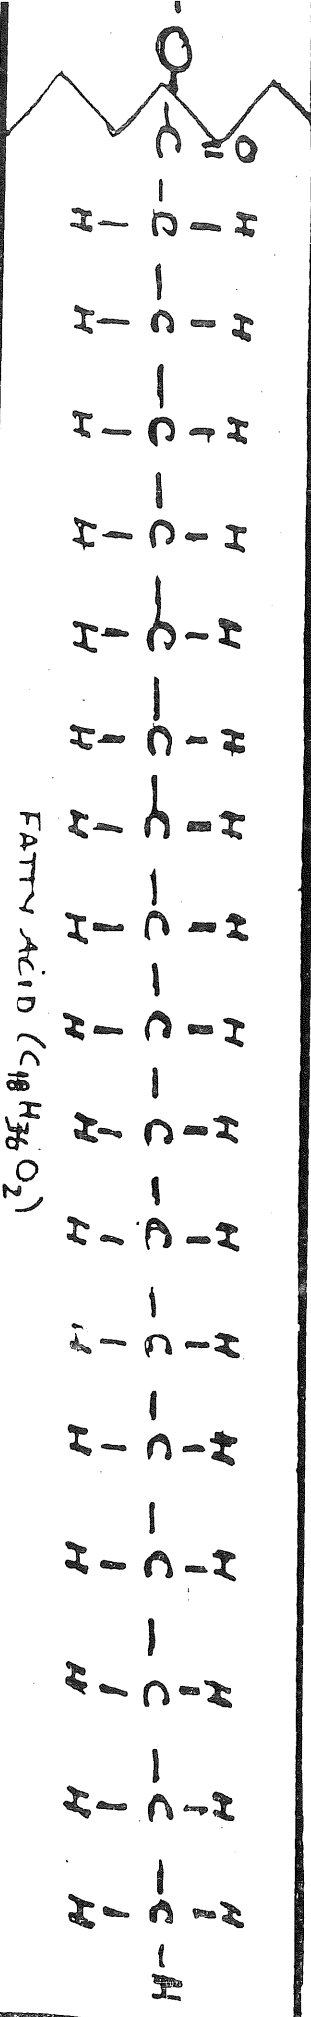 O H H H H H H H H H H H H H H H H H
-O-C-C-C-C-C-C-C-C-C-C-C-C-C-C-C-C-C-C-H
H H H H H H H H H H H H H H H H H
FATTY ACID (C₁₈H₃₆O₂)